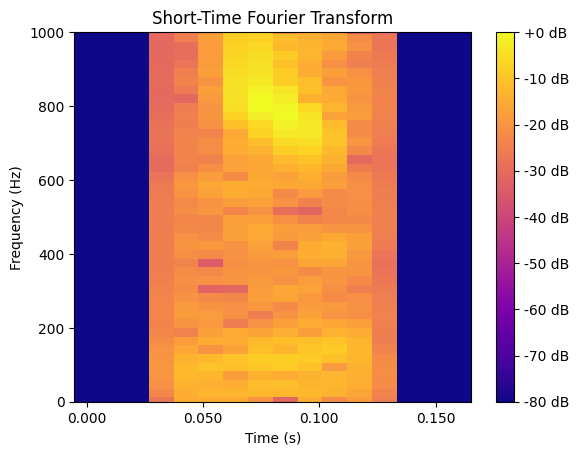 Short-Time Fourier Transform
Frequency (Hz)
1000
800
600
400
200
0
0.000
0.050
0.100
0.150
Time (s)
+0 dB
-10 dB
-20 dB
-30 dB
-40 dB
-50 dB
-60 dB
-70 dB
-80 dB